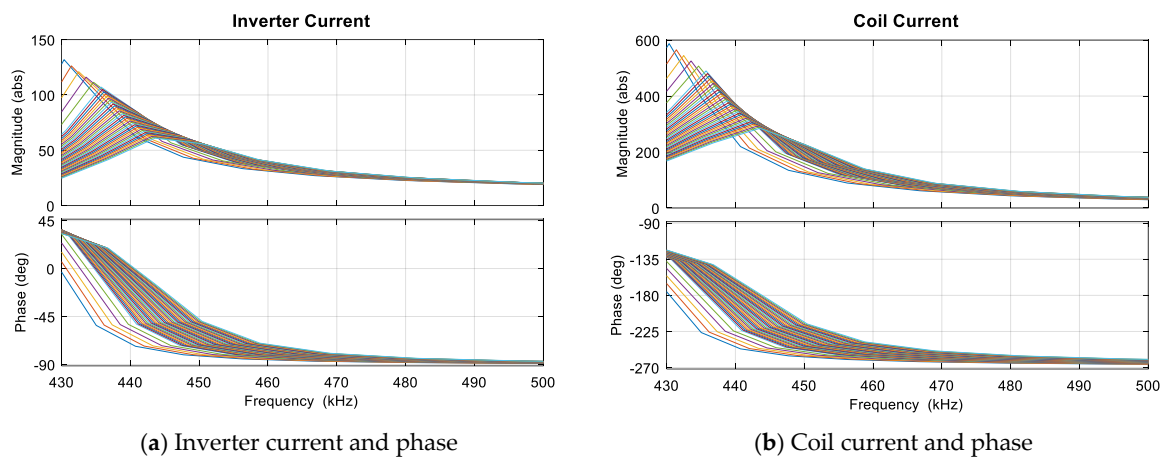 Inverter Current
150
100
50
0
Magnitude (abs)
45
0
-45
-90
Phase (deg)
430 440 450 460 470 480 490 500
Frequency (kHz)
(a) Inverter current and phase
Coil Current
600
400
200
0
Magnitude (abs)
-90
-135
-180
-225
-270
Phase (deg)
430 440 450 460 470 480 490 500
Frequency (kHz)
(b) Coil current and phase